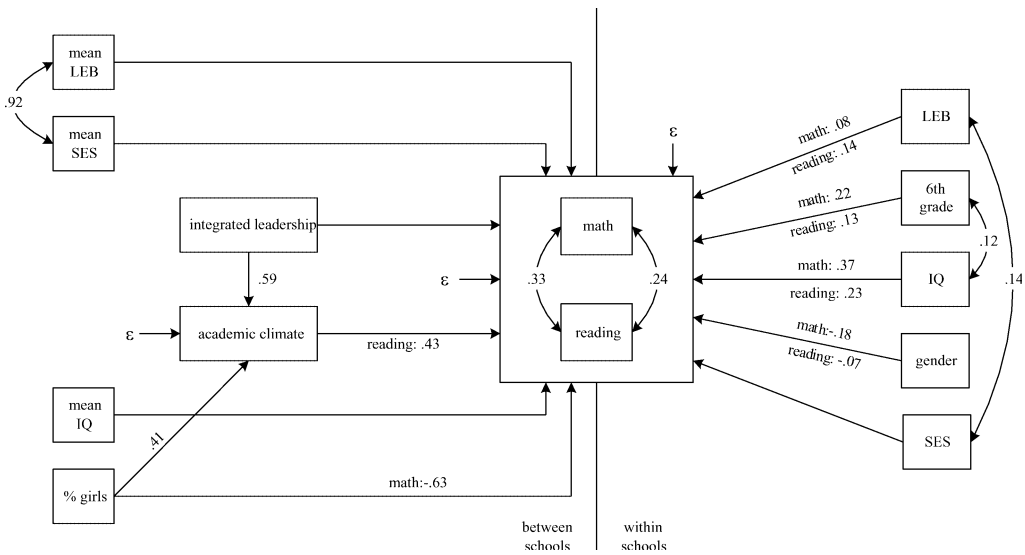 mean
LEB
.92
mean
SES
integrated leadership
.59
ε
academic climate
reading: .43
mean
IQ
.41
% girls
math:-.63
ε
ε
math
.33
.24
reading
between
schools
within
schools
math: .08
reading: .14
LEB
math: .22
reading: .13
6th
grade
.12
math: .37
reading: .23
IQ
.14
math:-.18
reading: -.07
gender
SES